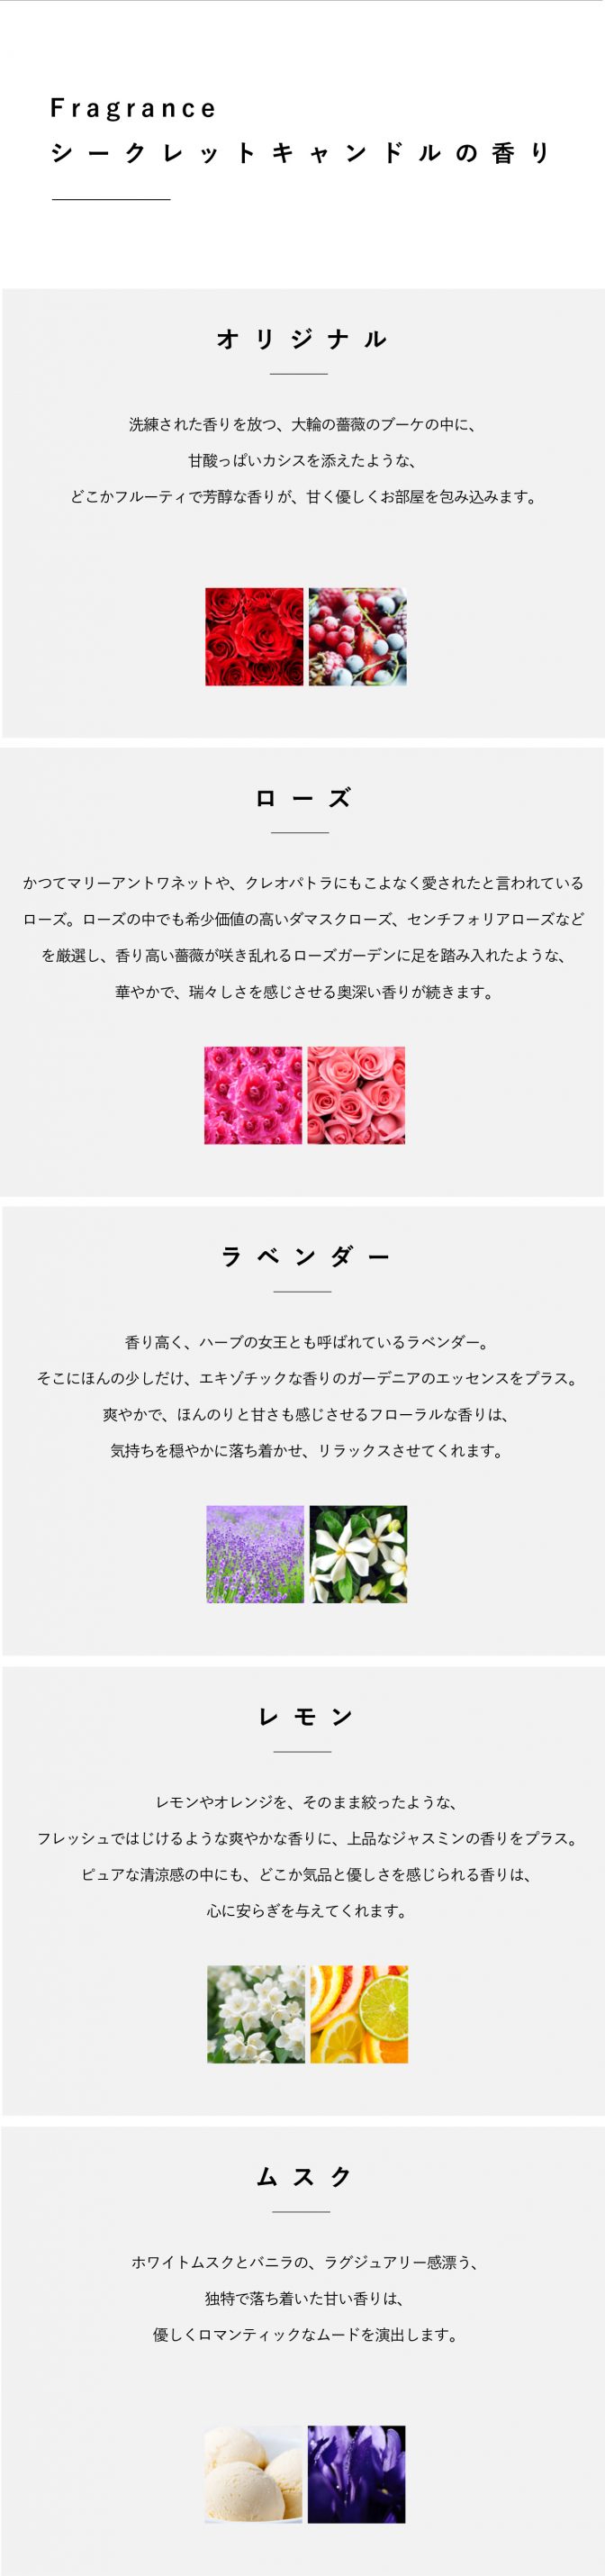 Fragrance
シークレットキャンドルの香り
オリジナル
洗練された香りを放つ、大輪の薔薇のブーケの中に、
甘酸っぱいカシスを添えたような、
どこかフルーティで芳醇な香りが、甘く優しくお部屋を包み込みます。
ローズ
かつてマリーアントワネットや、クレオパトラにもこよなく愛されたと言われている
ローズ。ローズの中でも希少価値の高いダマスクローズ、センチフォリアローズなど
を厳選し、香り高い薔薇が咲き乱れるローズガーデンに足を踏み入れたような、
華やかで、瑞々しさを感じさせる奥深い香りが続きます。
ラベンダー
香り高く、ハーブの女王とも呼ばれているラベンダー。
そこにほんの少しだけ、エキゾチックな香りのガーデニアのエッセンスをプラス。
爽やかで、ほんのりと甘さも感じさせるフローラルな香りは、
気持ちを穏やかに落ち着かせ、リラックスさせてくれます。
レモン
レモンやオレンジを、そのまま絞ったような、
フレッシュではじけるような爽やかな香りに、上品なジャスミンの香りをプラス。
ピュアな清涼感の中にも、どこか気品と優しさを感じられる香りは、
心に安らぎを与えてくれます。
ムスク
ホワイトムスクとバニラの、ラグジュアリー感漂う、
独特で落ち着いた甘い香りは、
優しくロマンティックなムードを演出します。